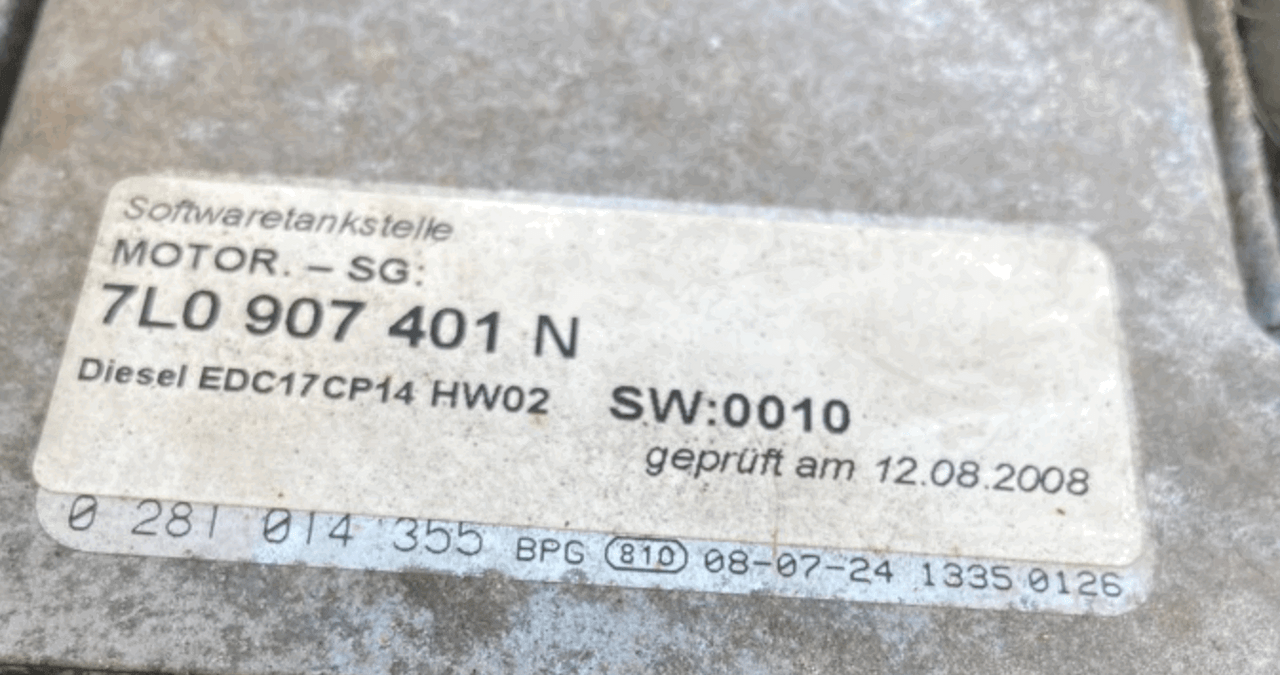 Softwaretankstelle
MOTOR. – SG:
7L0 907 401 N
Diesel EDC17CP14 HW02 SW:0010
geprüft am 12.08.2008
0 281 014 355 BPG 810 08-07-24 1335 0126